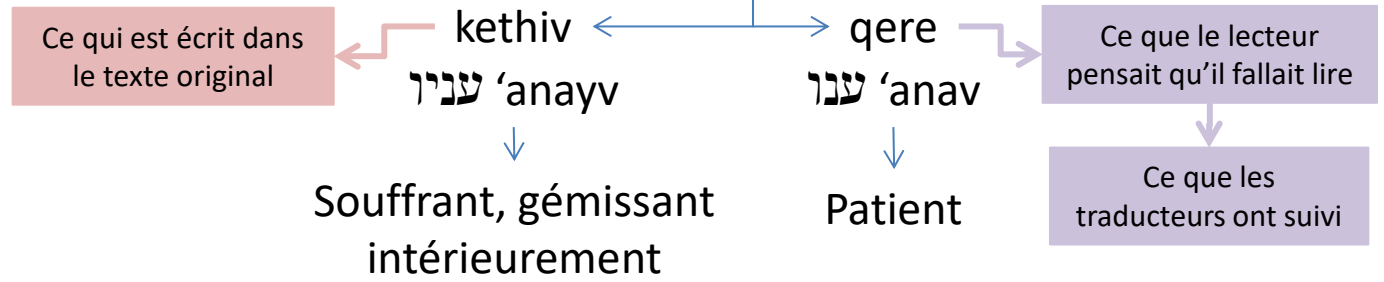 Ce qui est écrit dans
le texte original
kethiv
עניו ‘anayv
Souffrant, gémissant
intérieurement
qere
ענו ‘anav
Patient
Ce que le lecteur
pensait qu’il fallait lire
Ce que les
traducteurs ont suivi